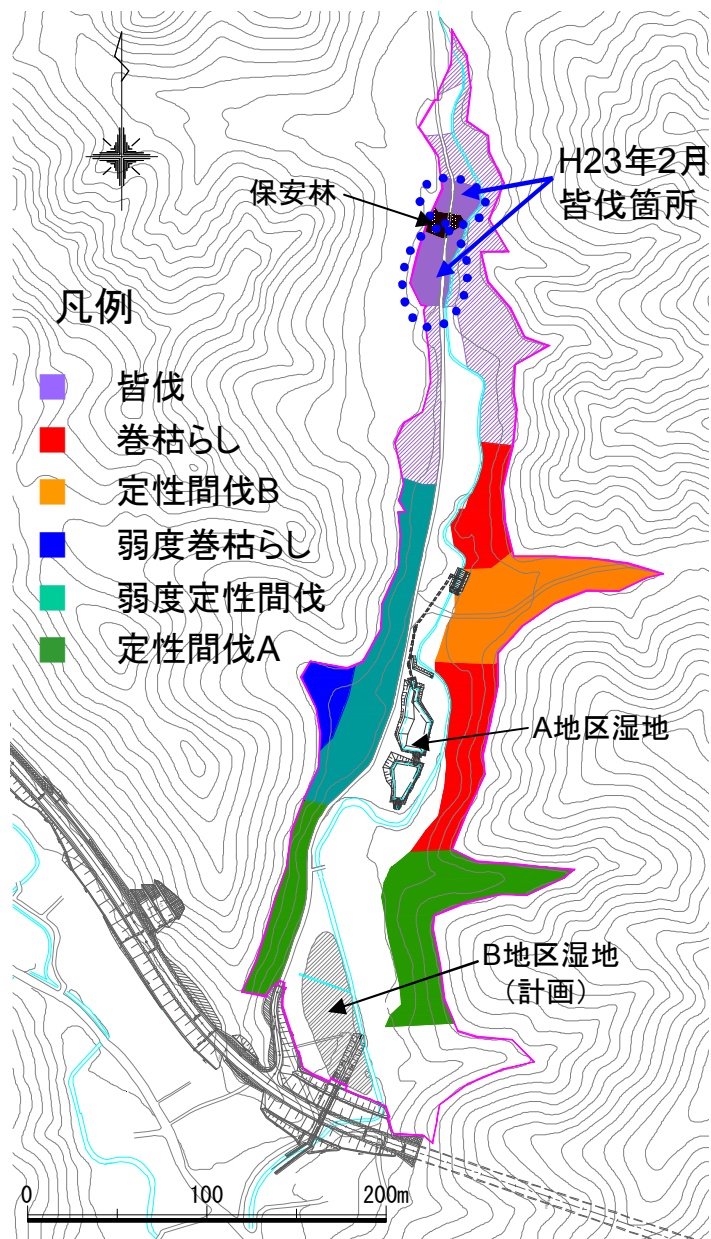 H23年2月
皆伐箇所
保安林
凡例
皆伐
巻枯らし
定性間伐B
弱度巻枯らし
弱度定性間伐
定性間伐A
A地区湿地
B地区湿地
(計画)
0 100 200m